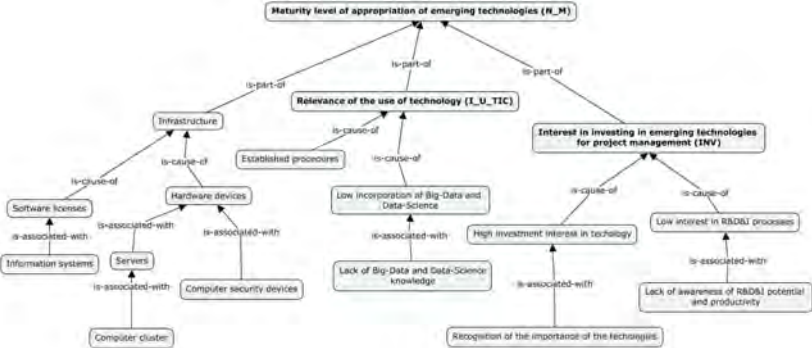 Maturity level of appropriation of emerging technologies (N_M)
is-part-of
is-part-of
is-part-of
Relevance of the use of technology (I_U_TIC)
Infrastructure
is-cause-of
Interest in investing in emerging technologies
for project management (INV)
Established procedures
is-cause-of
is-cause-of
is-cause-of
Hardware devices
Low incorporation of Big-Data and
Data-Science
is-cause-of
is-cause-of
Software licenses
is-associated-with
is-associated-with
is-associated-with
is-associated-with
High investment interest in techology
Low interest in R&D&I processes
Information systems
Servers
is-associated-with
Lack of Big-Data and Data-Science
knowledge
is-associated-with
is-associated-with
Computer security devices
Lack of awareness of R&D&I potential
and productivity
Computer cluster
Recognition of the importance of the techologies